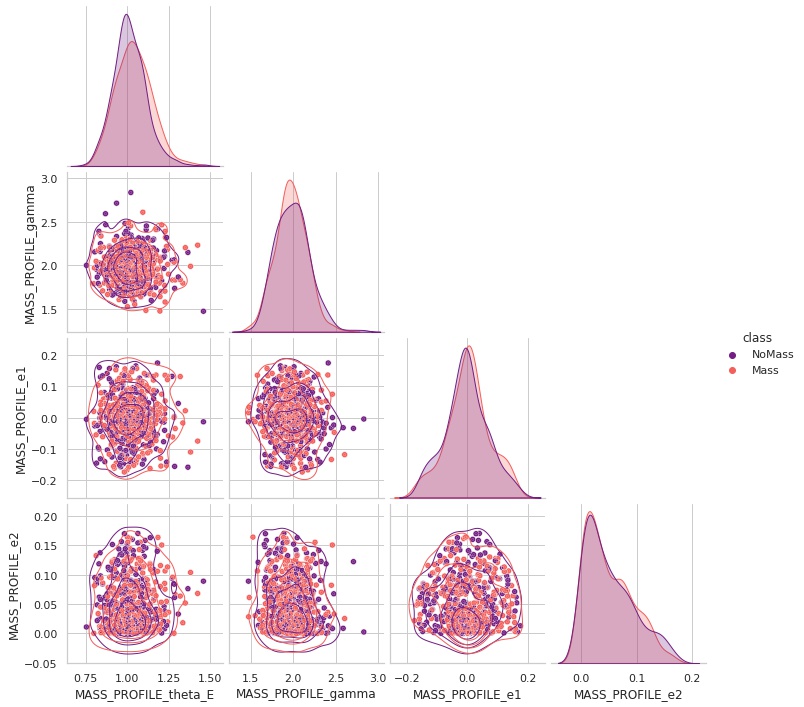 3.0
2.5
2.0
1.5
MASS_PROFILE_gamma
0.2
0.1
0.0
−0.1
−0.2
MASS_PROFILE_e1
class
NoMass
Mass
0.20
0.15
0.10
0.05
0.00
−0.05
MASS_PROFILE_e2
0.75 1.00 1.25 1.50
MASS_PROFILE_theta_E
1.5 2.0 2.5 3.0
MASS_PROFILE_gamma
−0.2 0.0 0.2
MASS_PROFILE_e1
0.0 0.1 0.2
MASS_PROFILE_e2